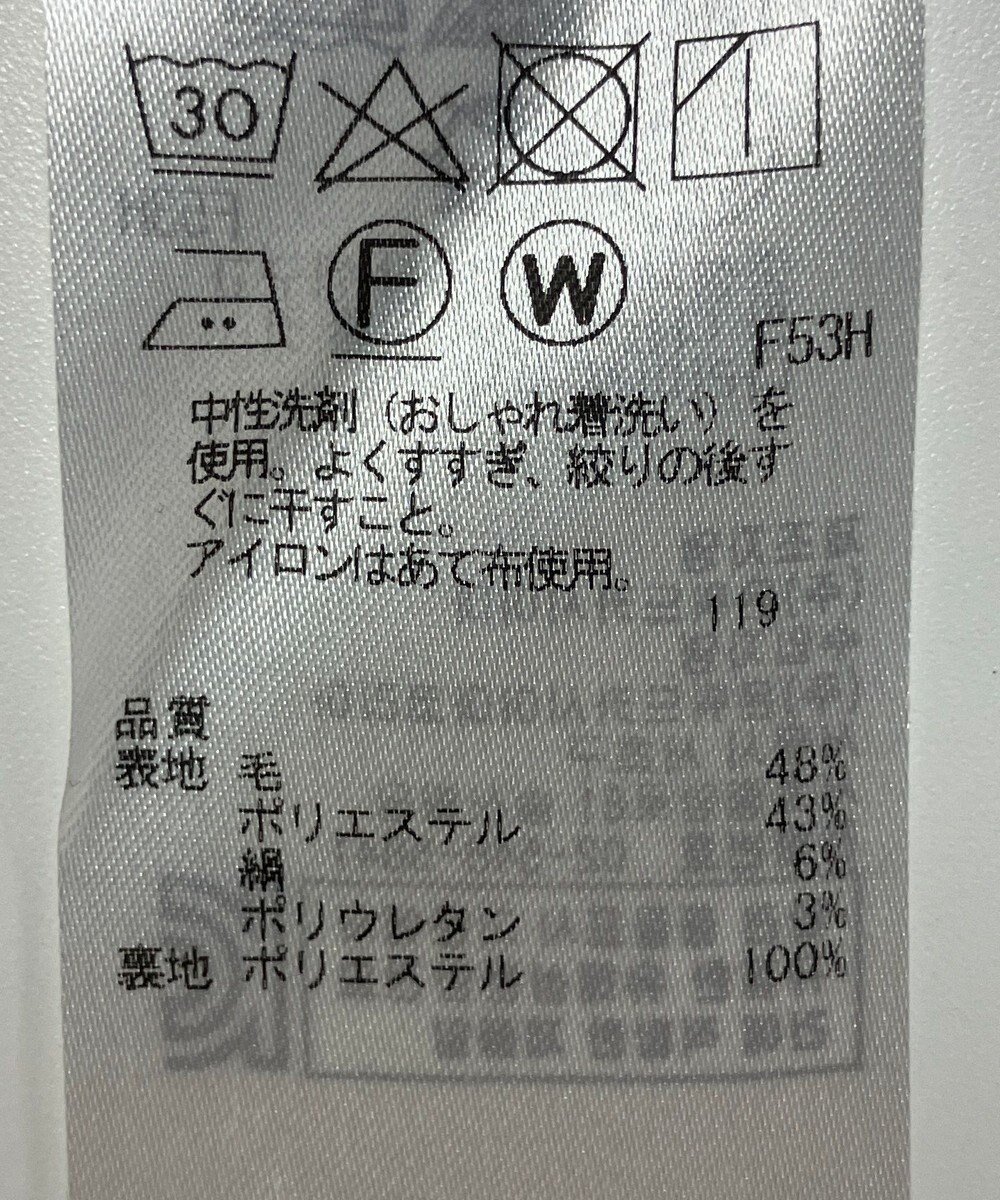 30
F W
F53H
中性洗剤（おしゃれ着洗い）を
使用。よくすすぎ、絞りの後す
ぐに干すこと。
アイロンはあて布使用。
119
品質
表地 毛 48%
ポリエステル 43%
絹 6%
ポリウレタン 3%
裏地 ポリエステル 100%